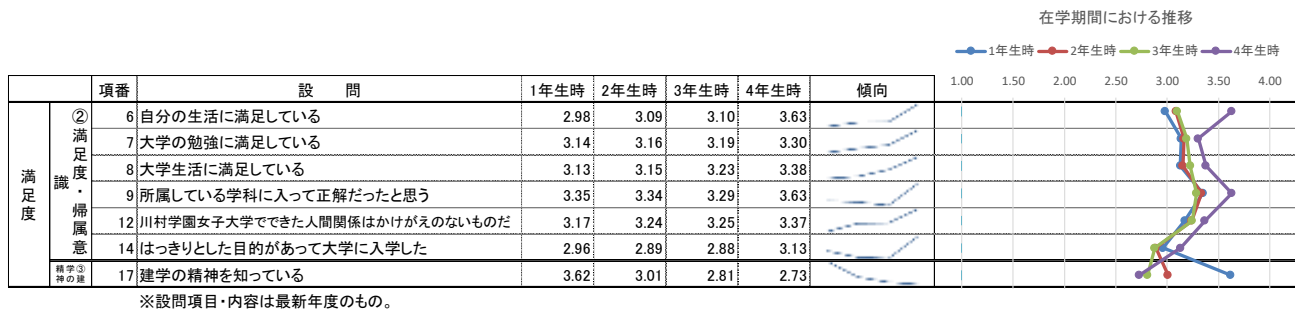 在学期間における推移
1年生時 2年生時 3年生時 4年生時
項番 設 問 1年生時 2年生時 3年生時 4年生時 傾向 1.00 1.50 2.00 2.50 3.00 3.50 4.00
満足度
②満足度・帰属意識
6 自分の生活に満足している 2.98 3.09 3.10 3.63
7 大学の勉強に満足している 3.14 3.16 3.19 3.30
8 大学生活に満足している 3.13 3.15 3.23 3.38
9 所属している学科に入って正解だったと思う 3.35 3.34 3.29 3.63
12 川村学園女子大学でできた人間関係はかけがえのないものだ 3.17 3.24 3.25 3.37
14 はっきりとした目的があって大学に入学した 2.96 2.89 2.88 3.13
③建学の精神
17 建学の精神を知っている 3.62 3.01 2.81 2.73
※設問項目・内容は最新年度のもの。